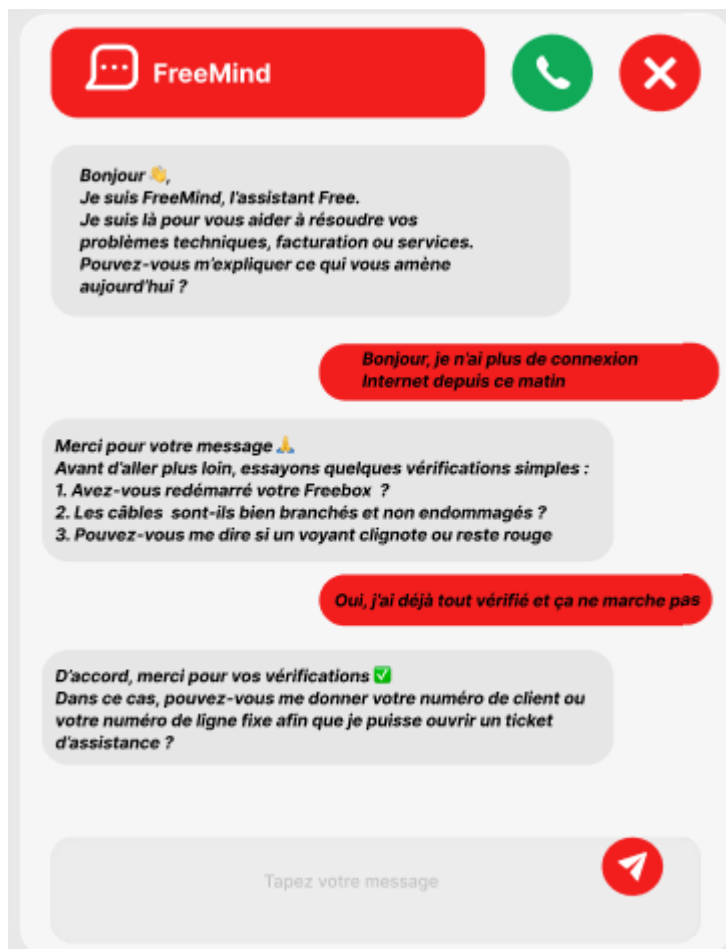 FreeMind
Bonjour 👋,
Je suis FreeMind, l'assistant Free.
Je suis là pour vous aider à résoudre vos
problèmes techniques, facturation ou services.
Pouvez-vous m'expliquer ce qui vous amène
aujourd'hui ?
Bonjour, je n'ai plus de connexion
Internet depuis ce matin
Merci pour votre message 🙏
Avant d'aller plus loin, essayons quelques vérifications simples :
1. Avez-vous redémarré votre Freebox ?
2. Les câbles sont-ils bien branchés et non endommagés ?
3. Pouvez-vous me dire si un voyant clignote ou reste rouge
Oui, j'ai déjà tout vérifié et ça ne marche pas
D'accord, merci pour vos vérifications ✅
Dans ce cas, pouvez-vous me donner votre numéro de client ou
votre numéro de ligne fixe afin que je puisse ouvrir un ticket
d'assistance ?
Tapez votre message